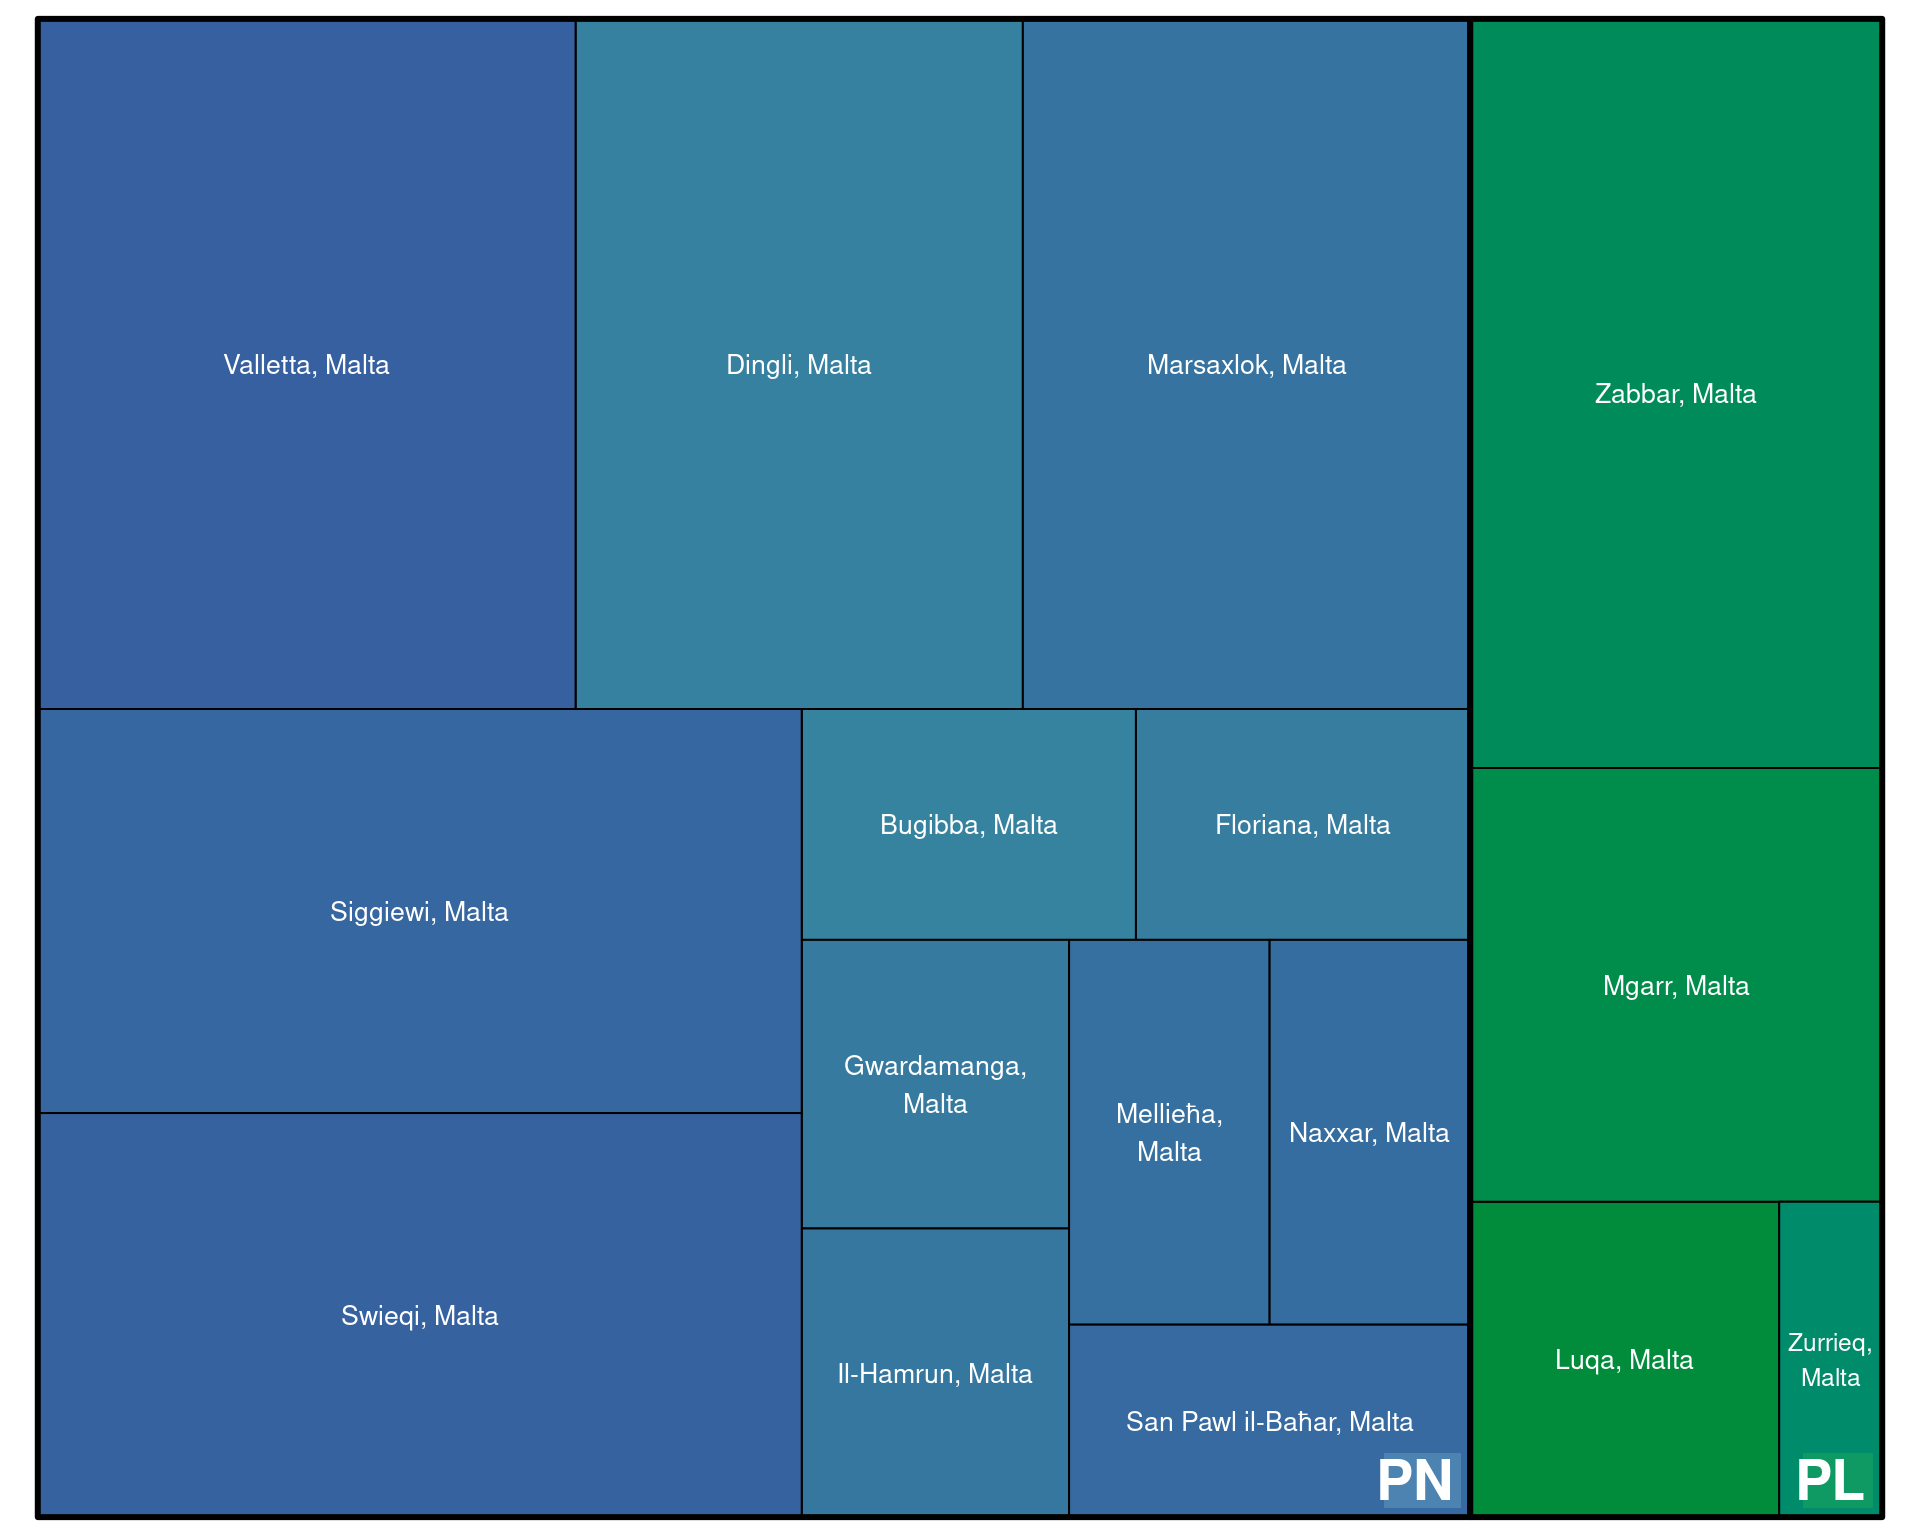 Valletta, Malta
Dingli, Malta
Marsaxlok, Malta
Zabbar, Malta
Siggiewi, Malta
Bugibba, Malta
Floriana, Malta
Mgarr, Malta
Gwardamanga,
Malta
Mellieħa,
Malta
Naxxar, Malta
Swieqi, Malta
Il-Hamrun, Malta
San Pawl il-Baħar, Malta
PN
Luqa, Malta
Zurrieq,
Malta
PL